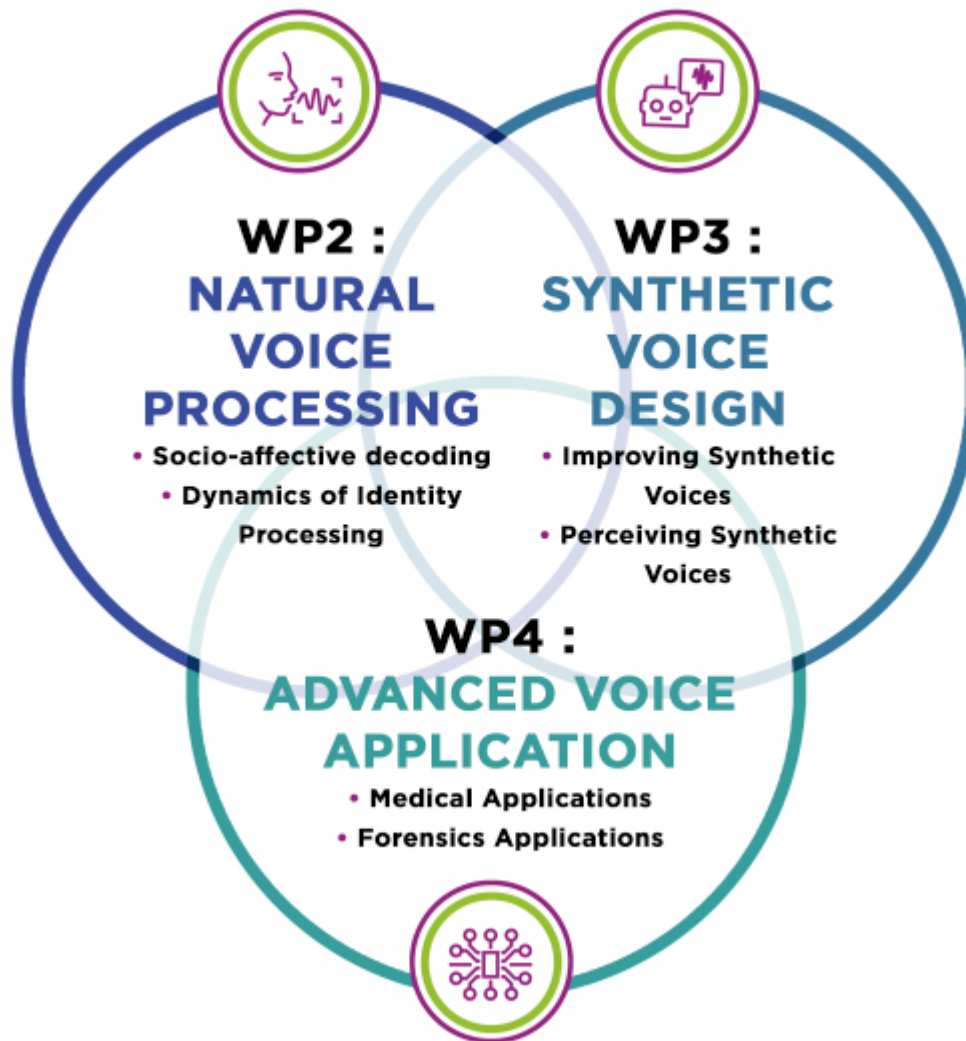 WP2 :
NATURAL
VOICE
PROCESSING
• Socio-affective decoding
• Dynamics of Identity
Processing
WP3 :
SYNTHETIC
VOICE
DESIGN
• Improving Synthetic
Voices
• Perceiving Synthetic
Voices
WP4 :
ADVANCED VOICE
APPLICATION
• Medical Applications
• Forensics Applications